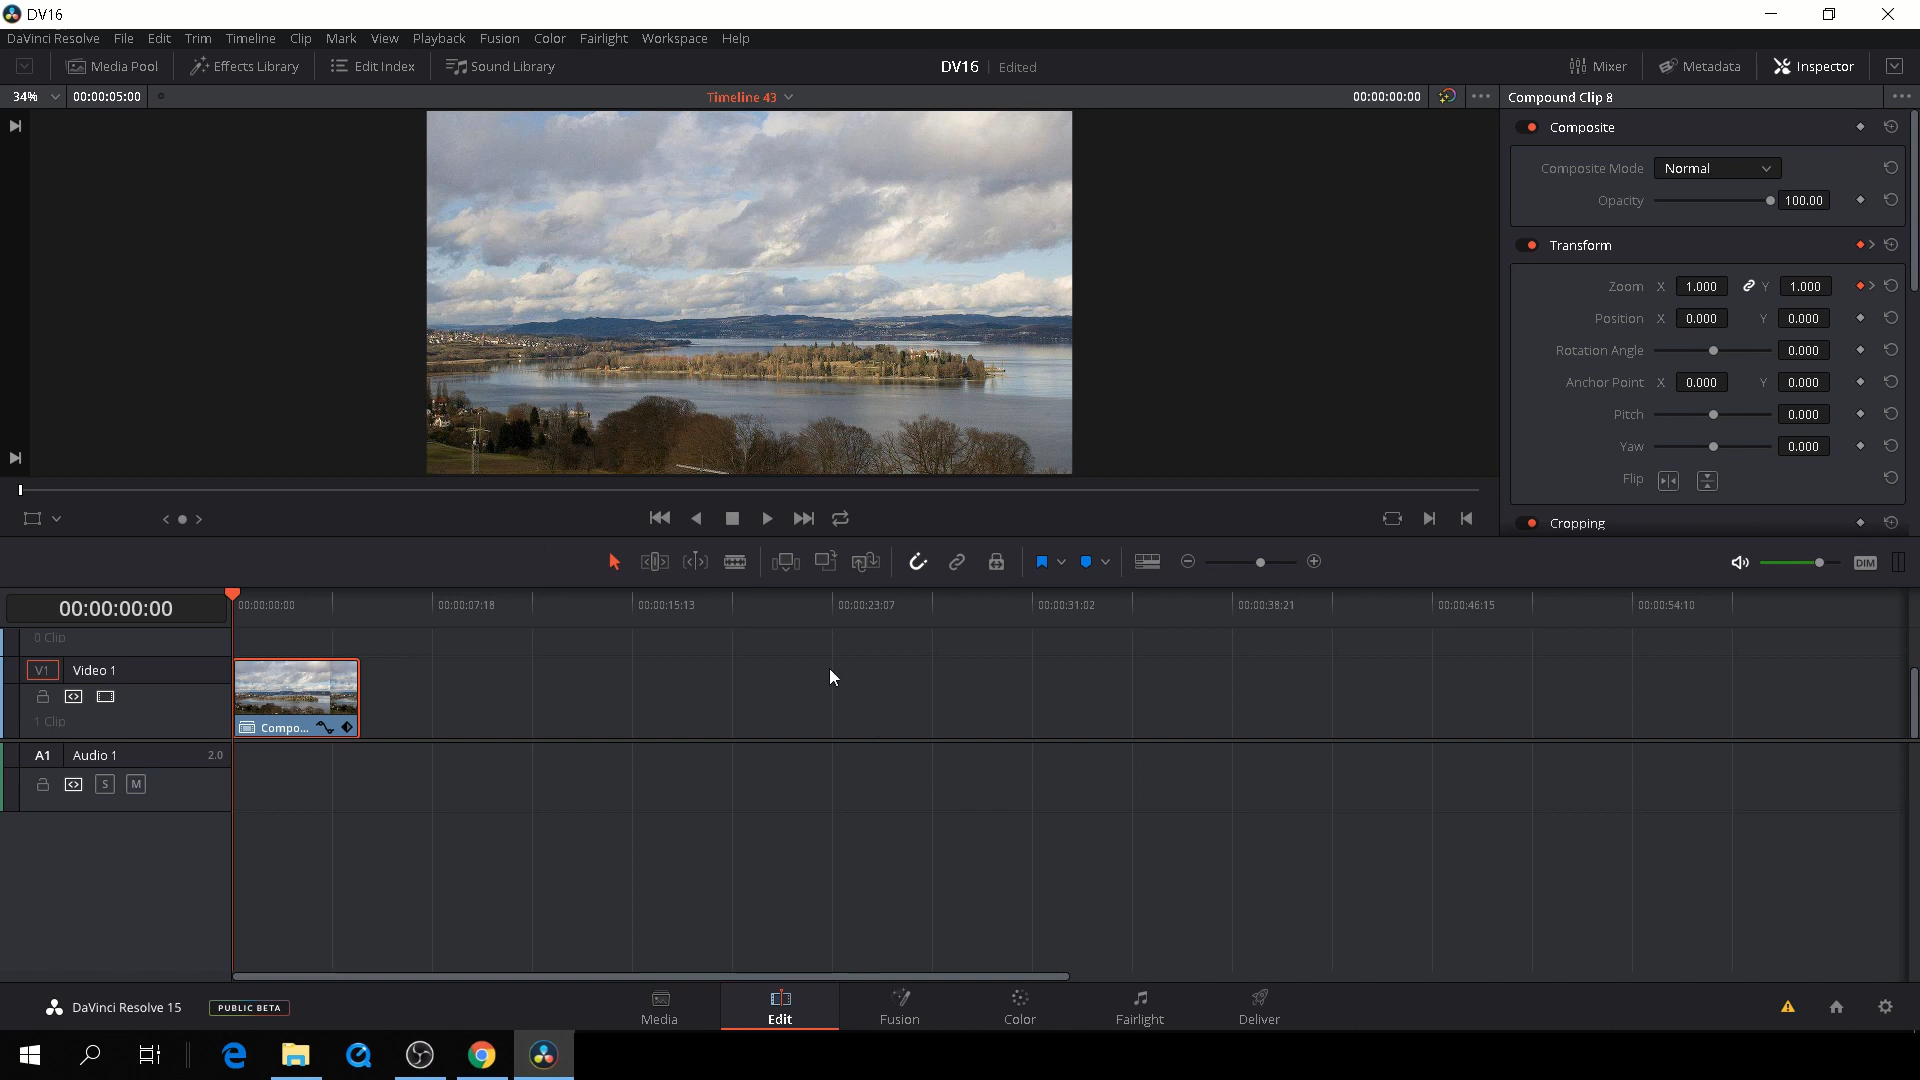 DV16
DaVinci Resolve File Edit Trim Timeline Clip Mark View Playback Fusion Color Fairlight Workspace Help
Media Pool Effects Library Edit Index Sound Library DV16 Edited Mixer Metadata Inspector
34% 00:00:05:00 Timeline 43 00:00:00:00 Compound Clip 8
Composite
Composite Mode Normal
Opacity 100.00
Transform
Zoom X 1.000 Y 1.000
Position X 0.000 Y 0.000
Rotation Angle 0.000
Anchor Point X 0.000 Y 0.000
Pitch 0.000
Yaw 0.000
Flip
Cropping
DIM
00:00:00:00 00:00:00:00 00:00:07:18 00:00:15:13 00:00:23:07 00:00:31:02 00:00:38:21 00:00:46:15 00:00:54:10
0 Clip
V1 Video 1
1 Clip
Compo...
A1 Audio 1 2.0
S M
DaVinci Resolve 15 PUBLIC BETA
Media Edit Fusion Color Fairlight Deliver